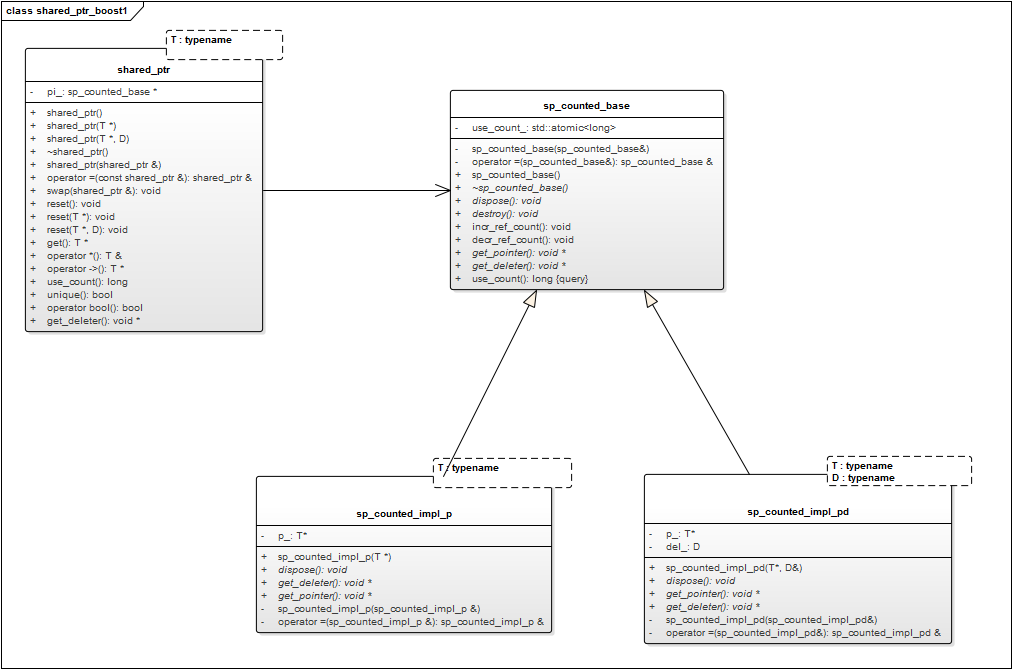 class shared_ptr_boost1
T : typename
shared_ptr
- pi_: sp_counted_base *
+ shared_ptr()
+ shared_ptr(T *)
+ shared_ptr(T *, D)
+ ~shared_ptr()
+ shared_ptr(shared_ptr &)
+ operator =(const shared_ptr &): shared_ptr &
+ swap(shared_ptr &): void
+ reset(): void
+ reset(T *): void
+ reset(T *, D): void
+ get(): T *
+ operator *(): T &
+ operator ->(): T *
+ use_count(): long
+ unique(): bool
+ operator bool(): bool
+ get_deleter(): void *
sp_counted_base
- use_count_: std::atomic<long>
- sp_counted_base(sp_counted_base&)
- operator =(sp_counted_base&): sp_counted_base &
+ sp_counted_base()
+ ~sp_counted_base()
+ dispose(): void
+ destroy(): void
+ incr_ref_count(): void
+ decr_ref_count(): void
+ get_pointer(): void *
+ get_deleter(): void *
+ use_count(): long {query}
T : typename
sp_counted_impl_p
- p_: T*
+ sp_counted_impl_p(T *)
+ dispose(): void
+ get_deleter(): void *
+ get_pointer(): void *
- sp_counted_impl_p(sp_counted_impl_p &)
- operator =(sp_counted_impl_p &): sp_counted_impl_p &
T : typename
D : typename
sp_counted_impl_pd
- p_: T*
- del_: D
+ sp_counted_impl_pd(T*, D&)
+ dispose(): void
+ get_pointer(): void *
+ get_deleter(): void *
- sp_counted_impl_pd(sp_counted_impl_pd&)
- operator =(sp_counted_impl_pd&): sp_counted_impl_pd &